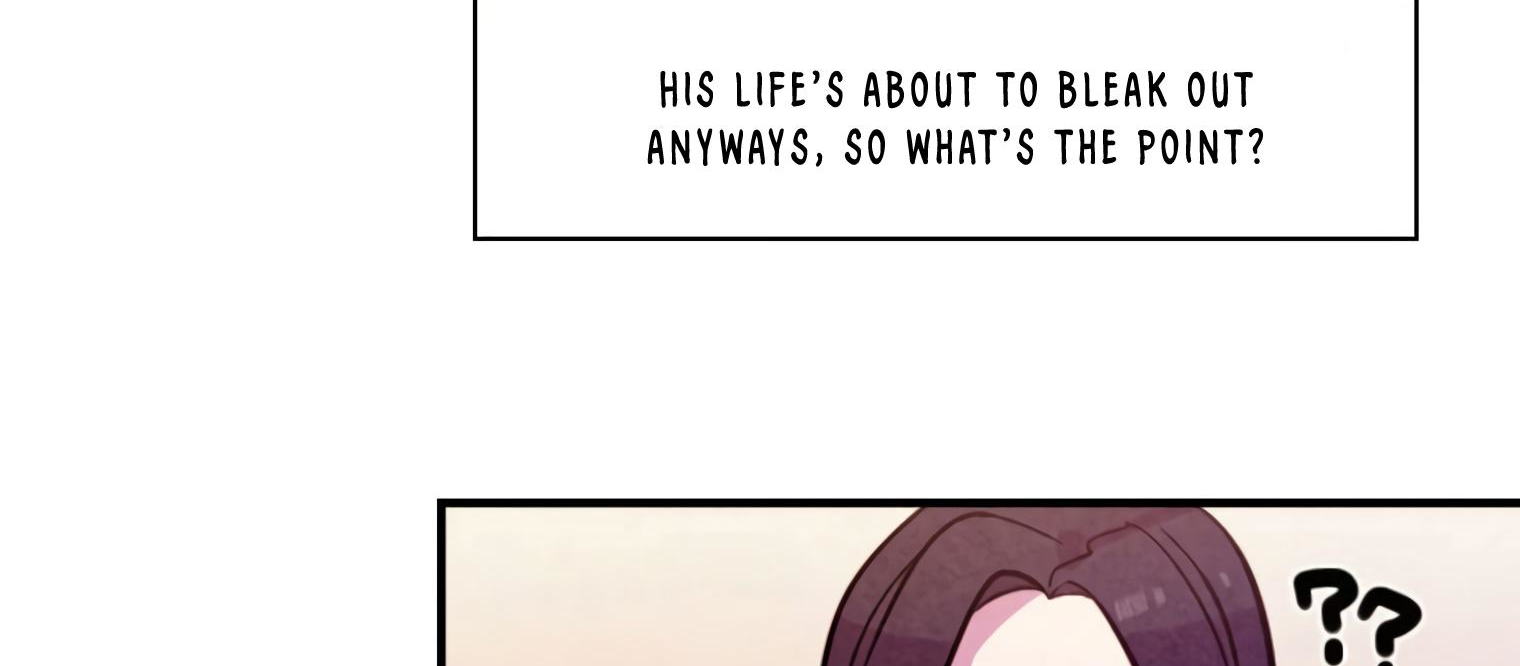 HIS LIFE'S ABOUT TO BLEAK OUT
ANYWAYS, SO WHAT'S THE POINT?
??